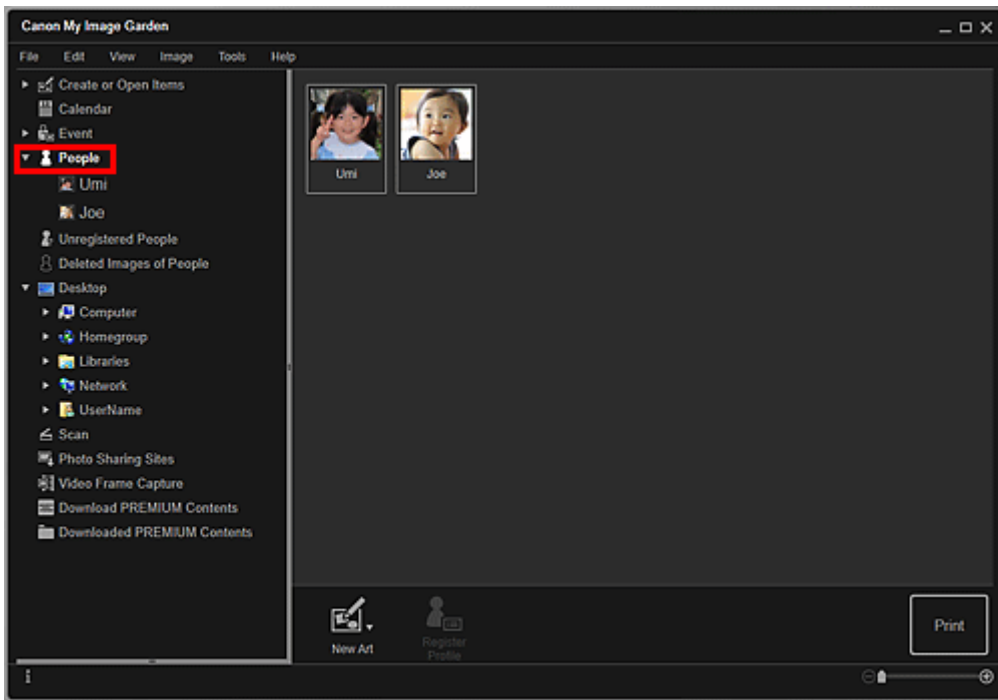 Canon My Image Garden
File Edit View Image Tools Help
Create or Open Items
Calendar
Event
People
Umi
Joe
Unregistered People
Deleted Images of People
Desktop
Computer
Homegroup
Libraries
Network
UserName
Scan
Photo Sharing Sites
Video Frame Capture
Download PREMIUM Contents
Downloaded PREMIUM Contents
Umi Joe
New Art
Register
Profile
Print